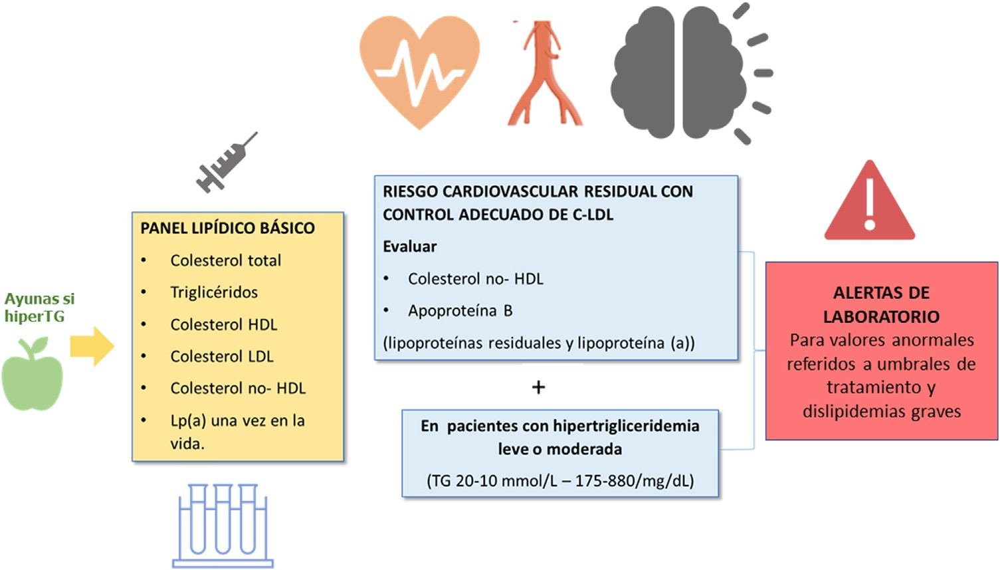 Ayunas si
hiperTG
PANEL LIPÍDICO BÁSICO
• Colesterol total
• Triglicéridos
• Colesterol HDL
• Colesterol LDL
• Colesterol no- HDL
• Lp(a) una vez en la
vida.
RIESGO CARDIOVASCULAR RESIDUAL CON
CONTROL ADECUADO DE C-LDL
Evaluar
• Colesterol no- HDL
• Apoproteína B
(lipoproteínas residuales y lipoproteína (a))
+
En pacientes con hipertrigliceridemia
leve o moderada
(TG 20-10 mmol/L – 175-880/mg/dL)
ALERTAS DE
LABORATORIO
Para valores anormales
referidos a umbrales de
tratamiento y
dislipidemias graves